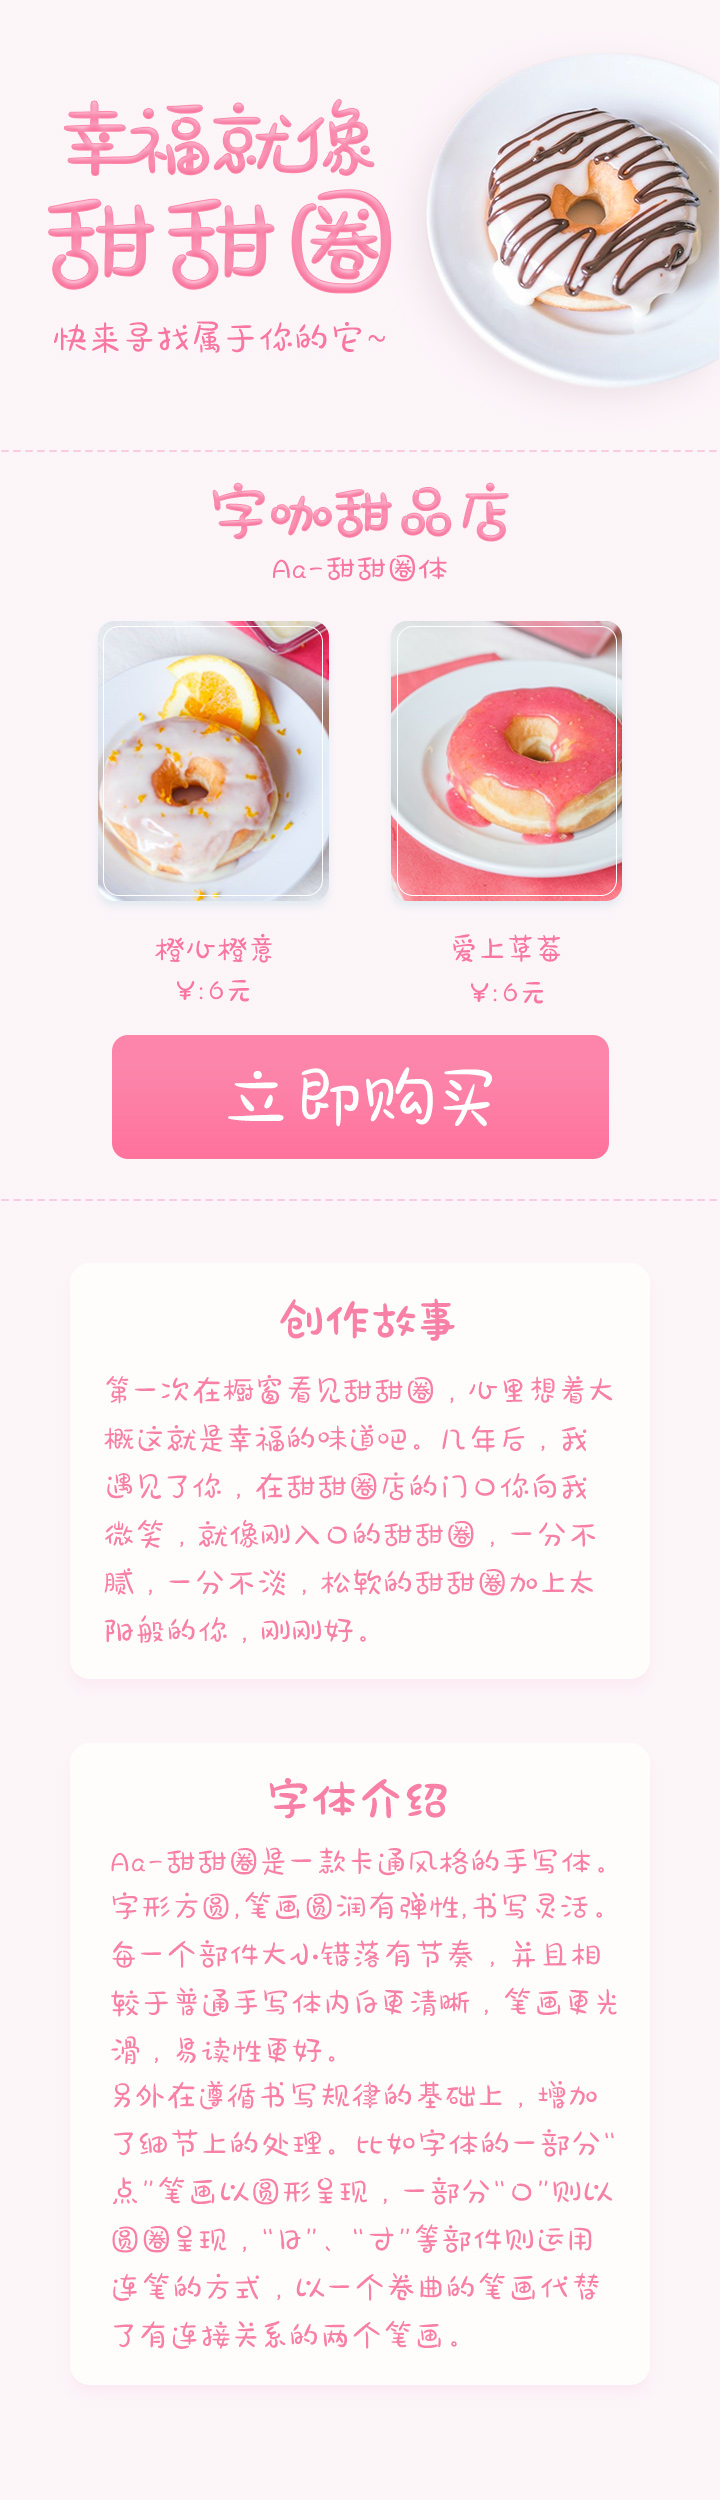 幸福就像
甜甜圈
快来寻找属于你的它~
字咖甜品店
Aa-甜甜圈体
橙心橙意
¥:6元
爱上草莓
¥:6元
立即购买
创作故事
第一次在橱窗看见甜甜圈，心里想着大
概这就是幸福的味道吧。几年后，我
遇见了你，在甜甜圈店的门口你向我
微笑，就像刚入口的甜甜圈，一分不
腻，一分不淡，松软的甜甜圈加上太
阳般的你，刚刚好。
字体介绍
Aa-甜甜圈是一款卡通风格的手写体。
字形方圆,笔画圆润有弹性,书写灵活。
每一个部件大小错落有节奏，并且相
较于普通手写体内白更清晰，笔画更光
滑，易读性更好。
另外在遵循书写规律的基础上，增加
了细节上的处理。比如字体的一部分“
点”笔画以圆形呈现，一部分“口”则以
圆圈呈现，“日”、“寸”等部件则运用
连笔的方式，以一个卷曲的笔画代替
了有连接关系的两个笔画。